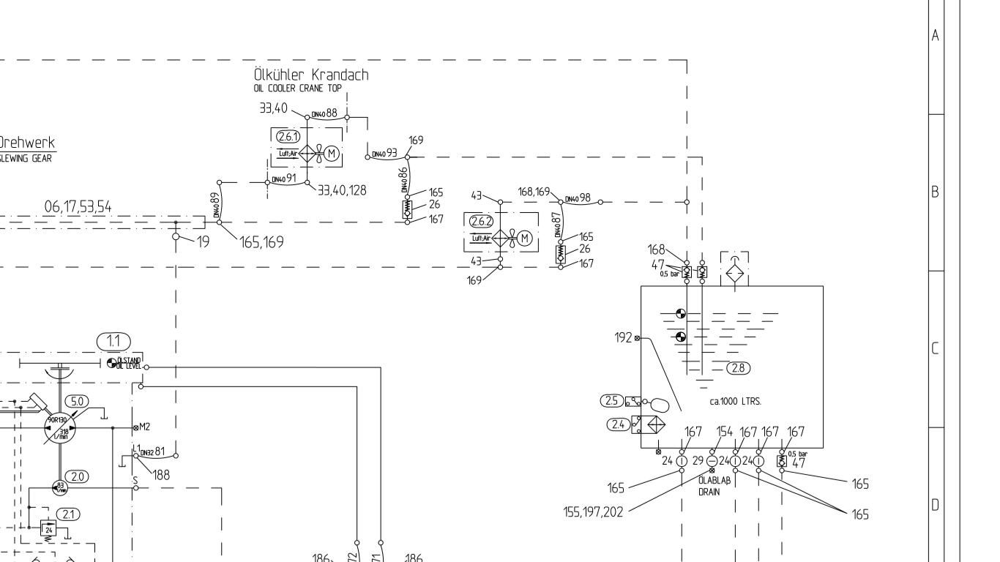 A
Ölkühler Krandach
OIL COOLER CRANE TOP
33,40
DN40 88
2.6.1
Luft;Air
M
169
DN40 93
Drehwerk
SLEWING GEAR
DN40 91
33,40,128
DN40 86
165
26
167
DN40 89
06,17,53,54
19
165,169
B
43
168,169
DN40 98
2.6.2
Luft;Air
M
DN40 87
165
26
167
43
169
168
47
0,5 bar
1.1
ÖLSTAND
OIL LEVEL
192
2.8
C
ca.1000 LTRS.
2.5
2.4
5.0
90R130
318
l/min
M2
L1
DN32 81
188
S
2.0
83
l/min
2.1
24
167
154
167
167
167
24
29
24
24
0,5 bar
47
165
ÖLABLAß
DRAIN
155,197,202
165
165
D
186
72
71
186